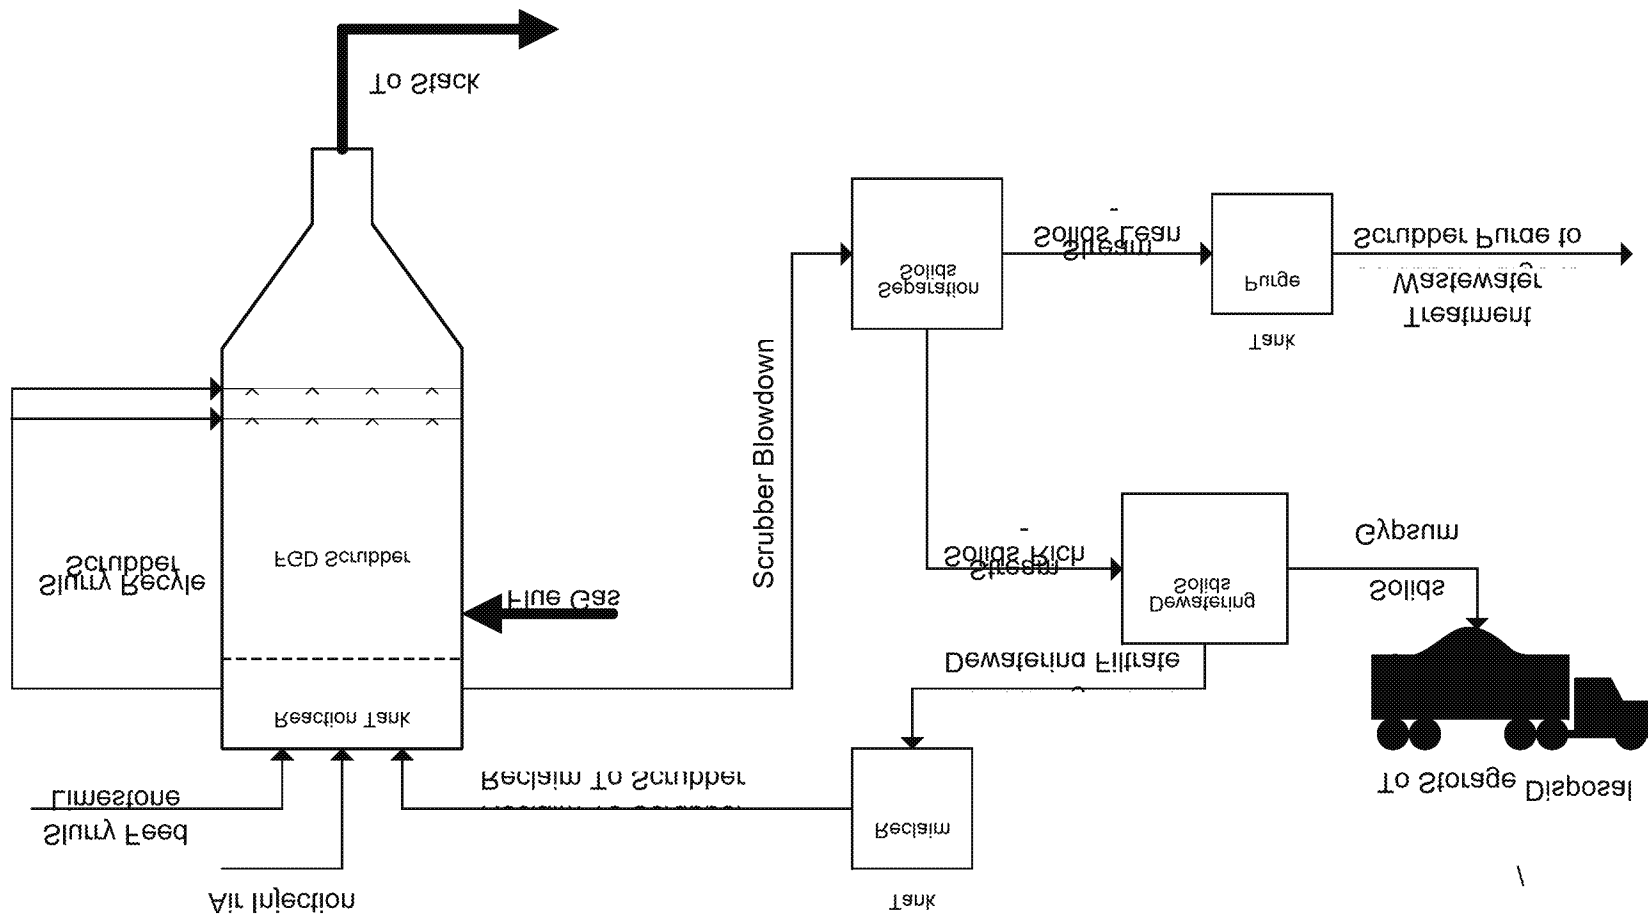 To Stack
Solids Lean
Stream
Scrubber Purge to
Wastewater
Treatment
Solids
Separation
Purge
Tank
Scrubber Blowdown
Scrubber
Slurry Recyle
FGD Scrubber
Flue Gas
Solids Rich
Stream
Gypsum
Solids
Solids
Dewatering
Dewatering Filtrate
Reaction Tank
Reclaim To Scrubber
Limestone
Slurry Feed
Air Injection
Reclaim
Tank
To Storage
Disposal
/